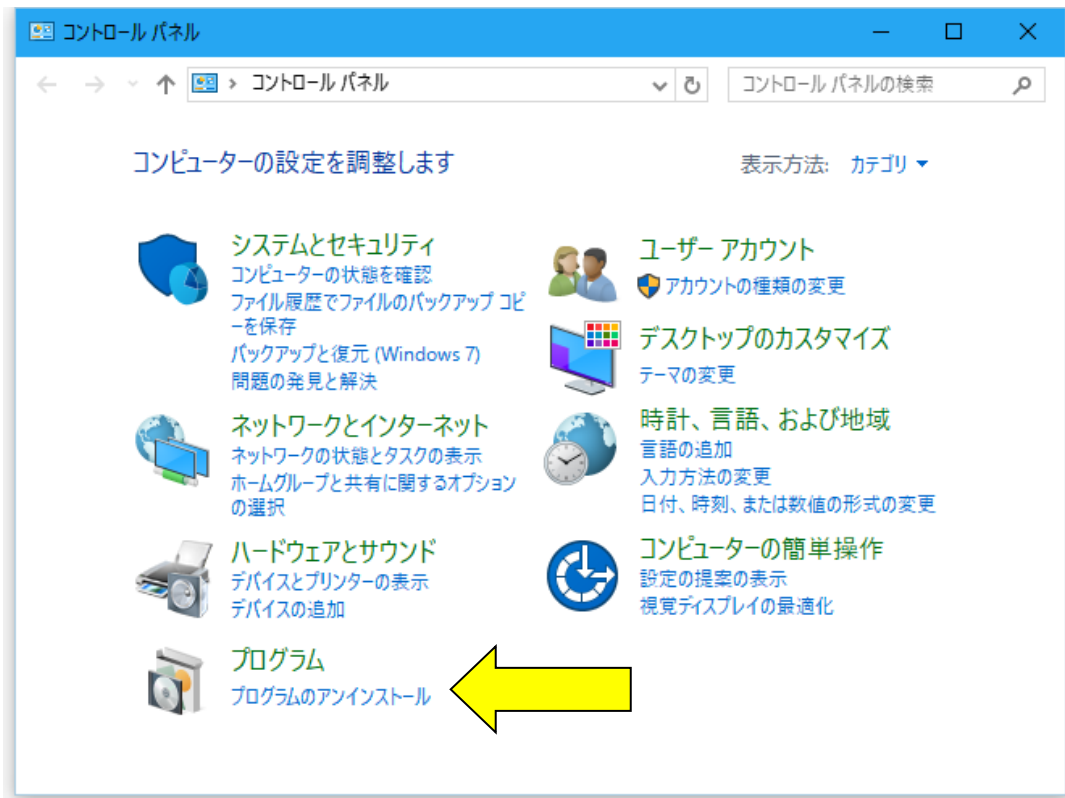 コントロール パネル
コントロール パネル
コントロール パネルの検索
コンピューターの設定を調整します
表示方法: カテゴリ
システムとセキュリティ
コンピューターの状態を確認
ファイル履歴でファイルのバックアップ コピ
ーを保存
バックアップと復元 (Windows 7)
問題の発見と解決
ネットワークとインターネット
ネットワークの状態とタスクの表示
ホームグループと共有に関するオプション
の選択
ハードウェアとサウンド
デバイスとプリンターの表示
デバイスの追加
プログラム
プログラムのアンインストール
ユーザー アカウント
アカウントの種類の変更
デスクトップのカスタマイズ
テーマの変更
時計、言語、および地域
言語の追加
入力方法の変更
日付、時刻、または数値の形式の変更
コンピューターの簡単操作
設定の提案の表示
視覚ディスプレイの最適化